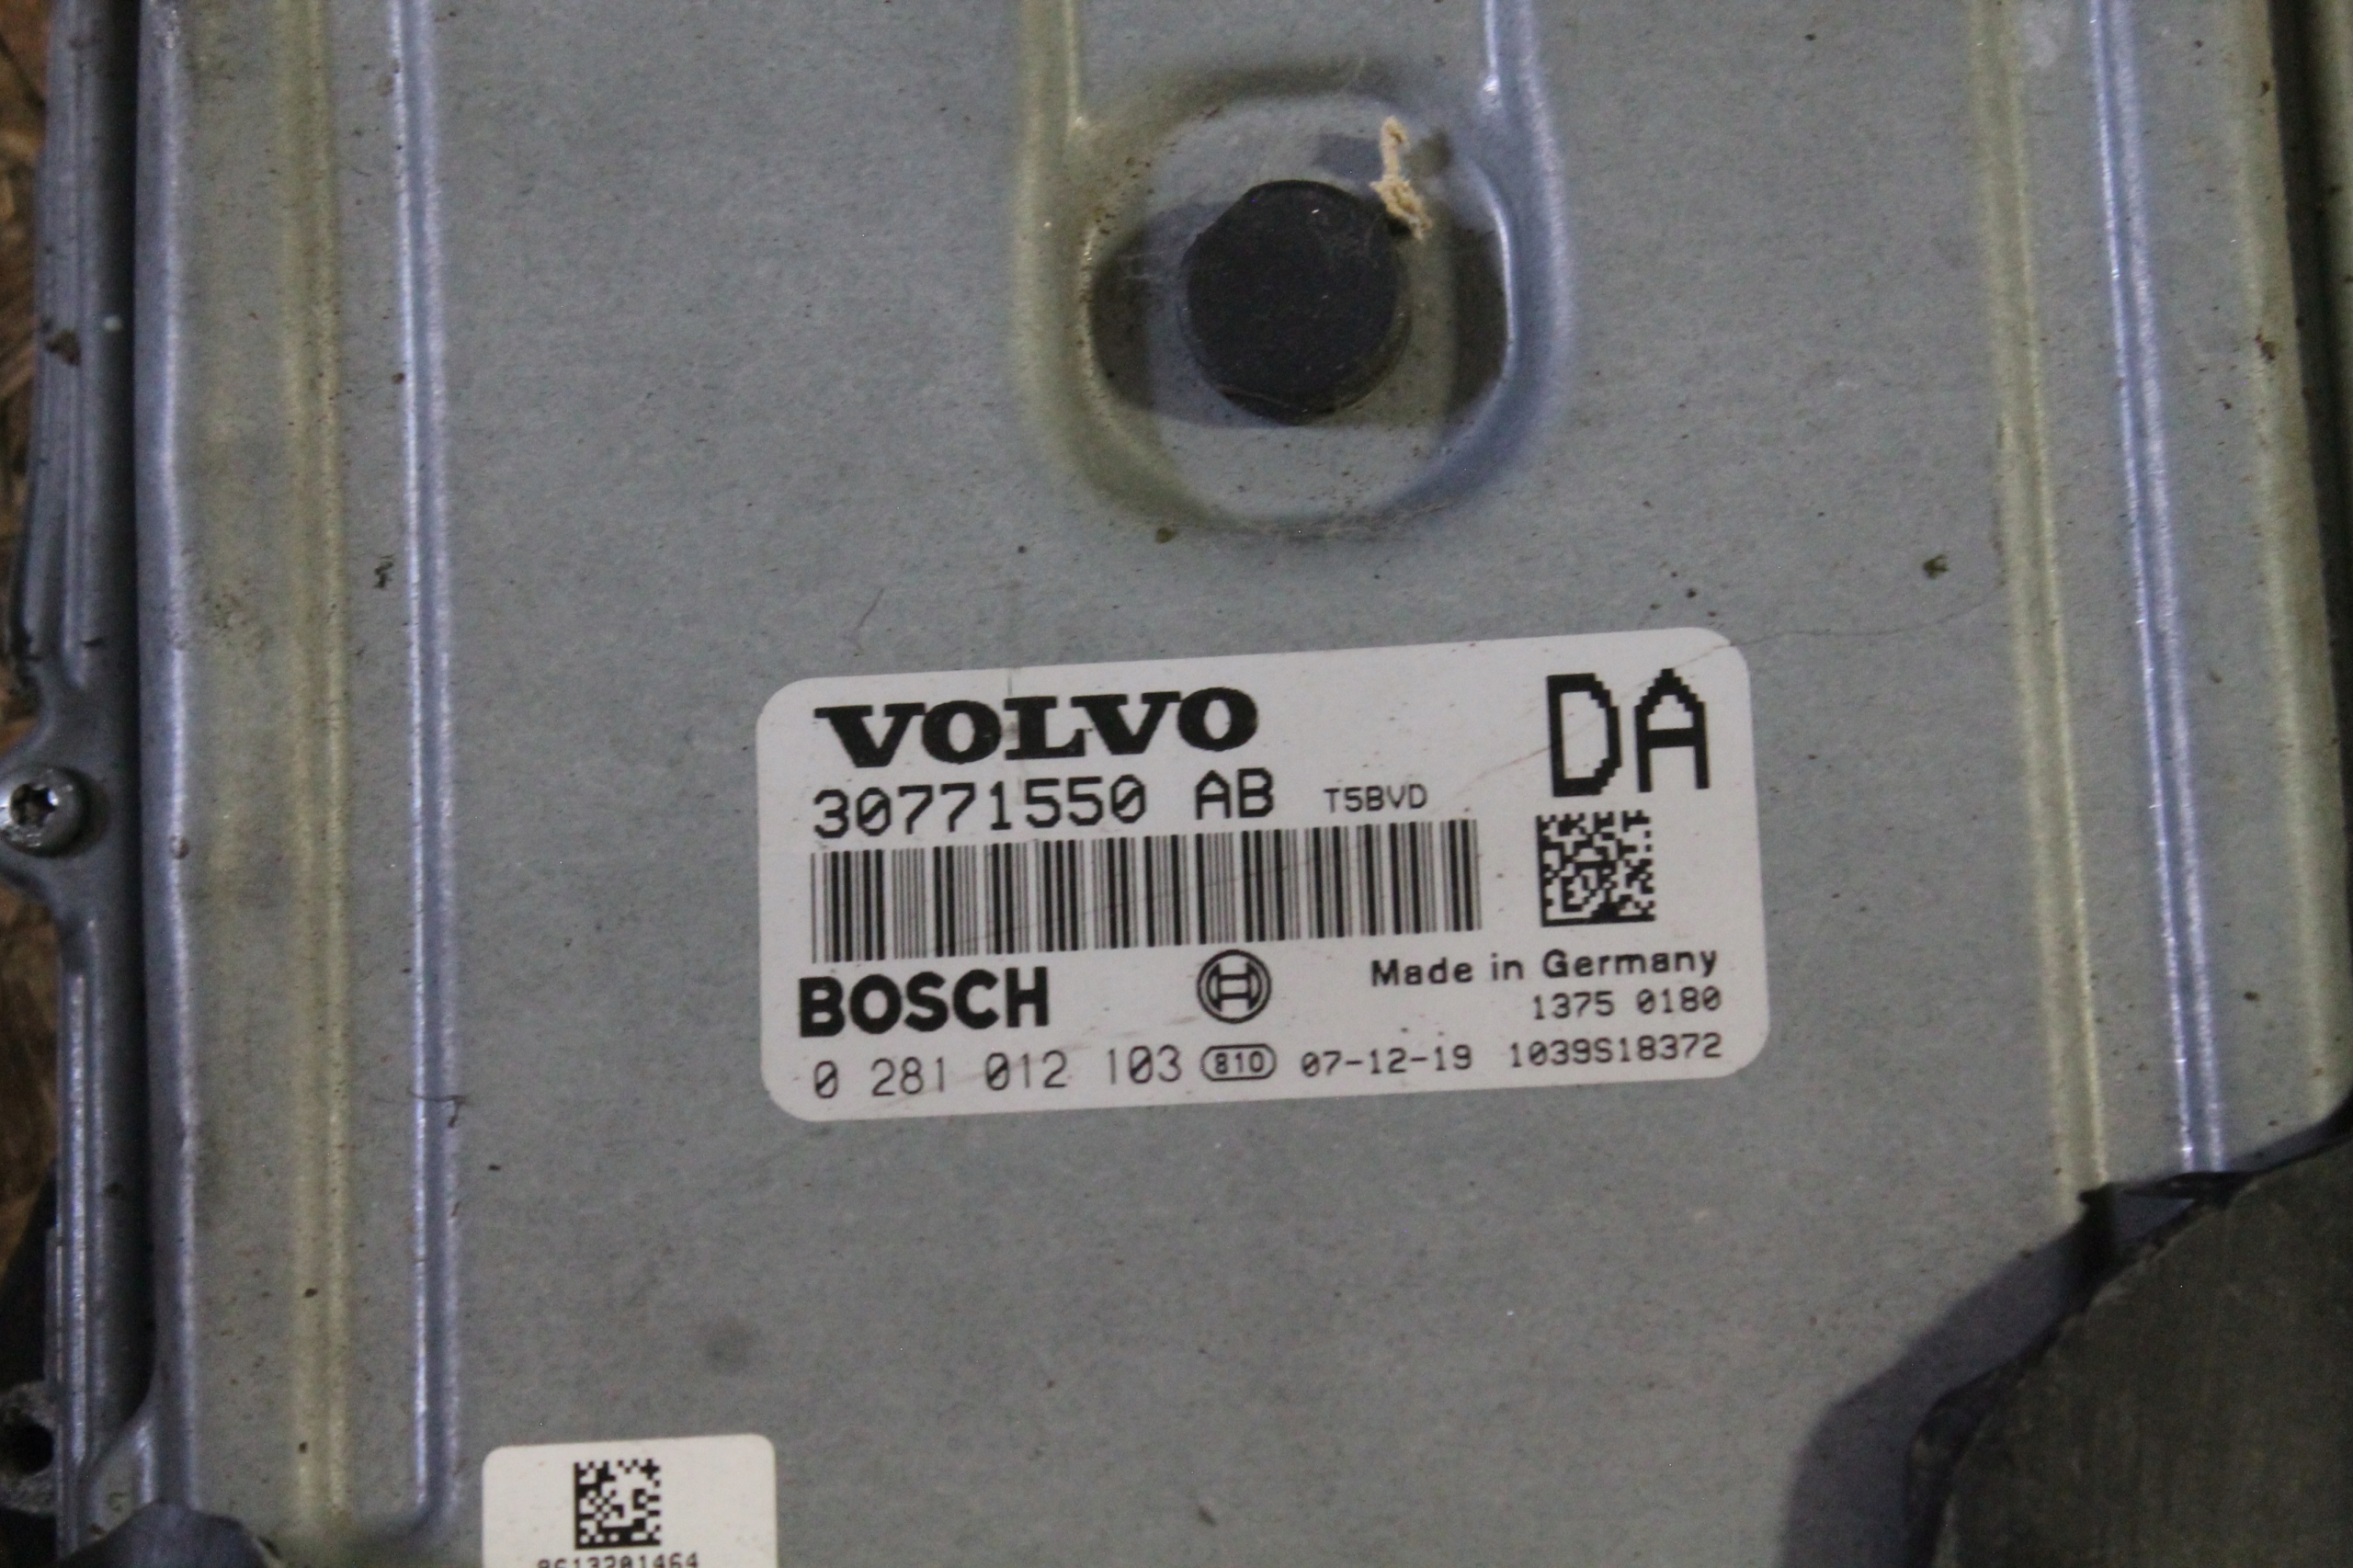 VOLVO
DA
30771550 AB T5BVD
BOSCH
Made in Germany
1375 0180
0 281 012 103 810 07-12-19 1039S18372